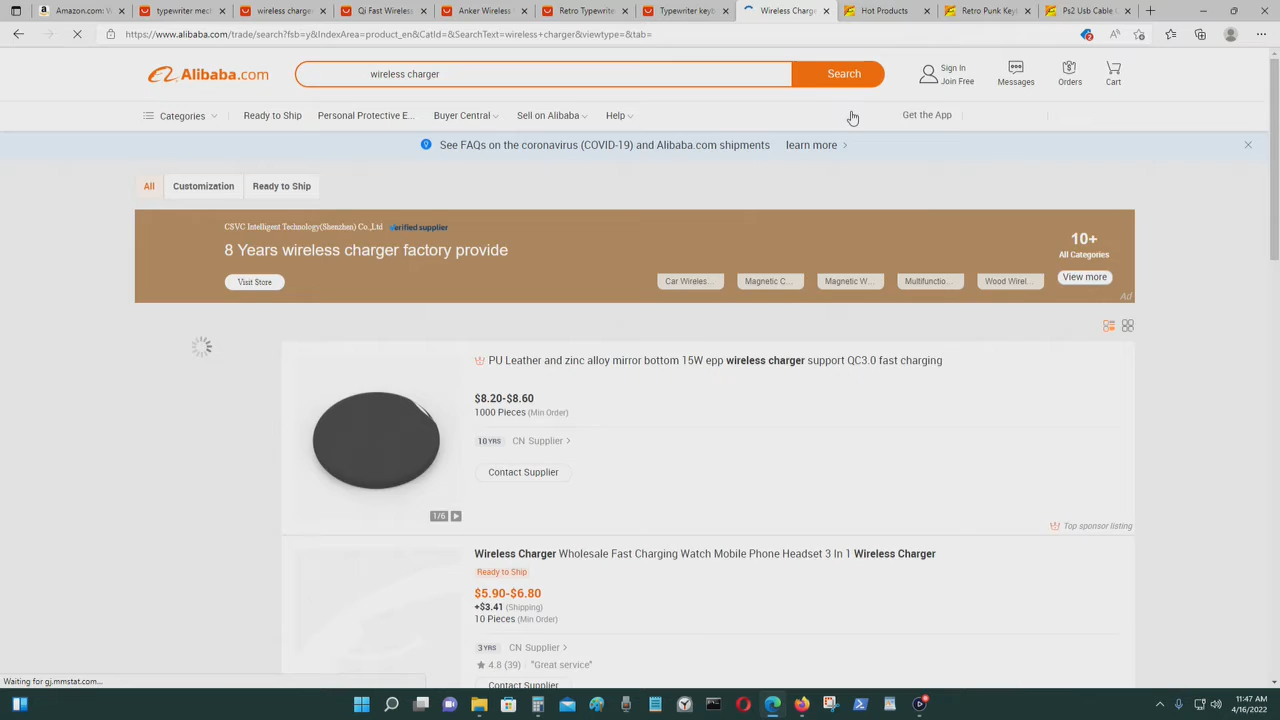 typewriter mec
wireless charger
Qi Fast Wireles
Amazon.com: W
Retro Typewrite
Typewriter keyb
Wireless Charge
Hot Products
Retro Punk Key
Ps2 Usb Cable
https://www.alibaba.com/trade/search?fsb=y&IndexArea=product_en&CatId=&SearchText=wireless+charger&viewtype=&tab=
Alibaba.com
wireless charger
Search
Sign In
Join Free
Messages
Orders
Cart
Categories
Ready to Ship
Personal Protective E...
Buyer Central
Sell on Alibaba
Help
Get the App
See FAQs on the coronavirus (COVID-19) and Alibaba.com shipments
learn more
All
Customization
Ready to Ship
CSVC Intelligent Technology(Shenzhen) Co.,Ltd
Verified supplier
8 Years wireless charger factory provide
Visit Store
Car Wireles...
Magnetic C...
Magnetic W...
Multifunctio...
Wood Wirel...
10+
All Categories
View more
Ad
PU Leather and zinc alloy mirror bottom 15W epp wireless charger support QC3.0 fast charging
$8.20-$8.60
1000 Pieces (Min Order)
10 YRS CN Supplier
Contact Supplier
1/6
Top sponsor listing
Wireless Charger Wholesale Fast Charging Watch Mobile Phone Headset 3 In 1 Wireless Charger
Ready to Ship
$5.90-$6.80
+$3.41 (Shipping)
10 Pieces (Min Order)
3 YRS CN Supplier
4.8 (39) "Great service"
Contact Supplier
Waiting for gj.mmstat.com...
11:47 AM
4/16/2022